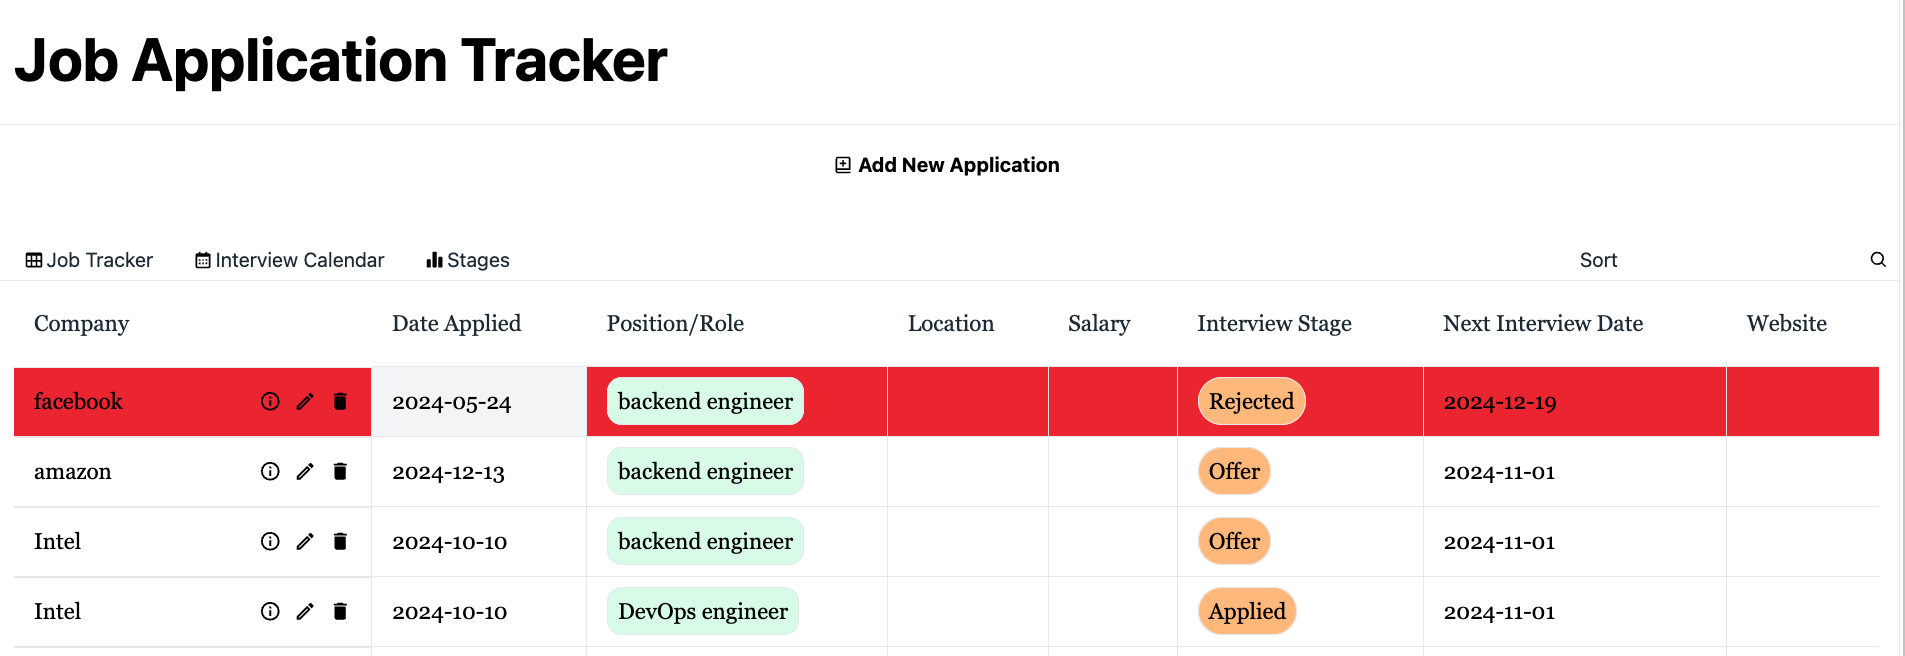 Job Application Tracker
Add New Application
Job Tracker Interview Calendar Stages Sort
Company Date Applied Position/Role Location Salary Interview Stage Next Interview Date Website
facebook 2024-05-24 backend engineer Rejected 2024-12-19
amazon 2024-12-13 backend engineer Offer 2024-11-01
Intel 2024-10-10 backend engineer Offer 2024-11-01
Intel 2024-10-10 DevOps engineer Applied 2024-11-01